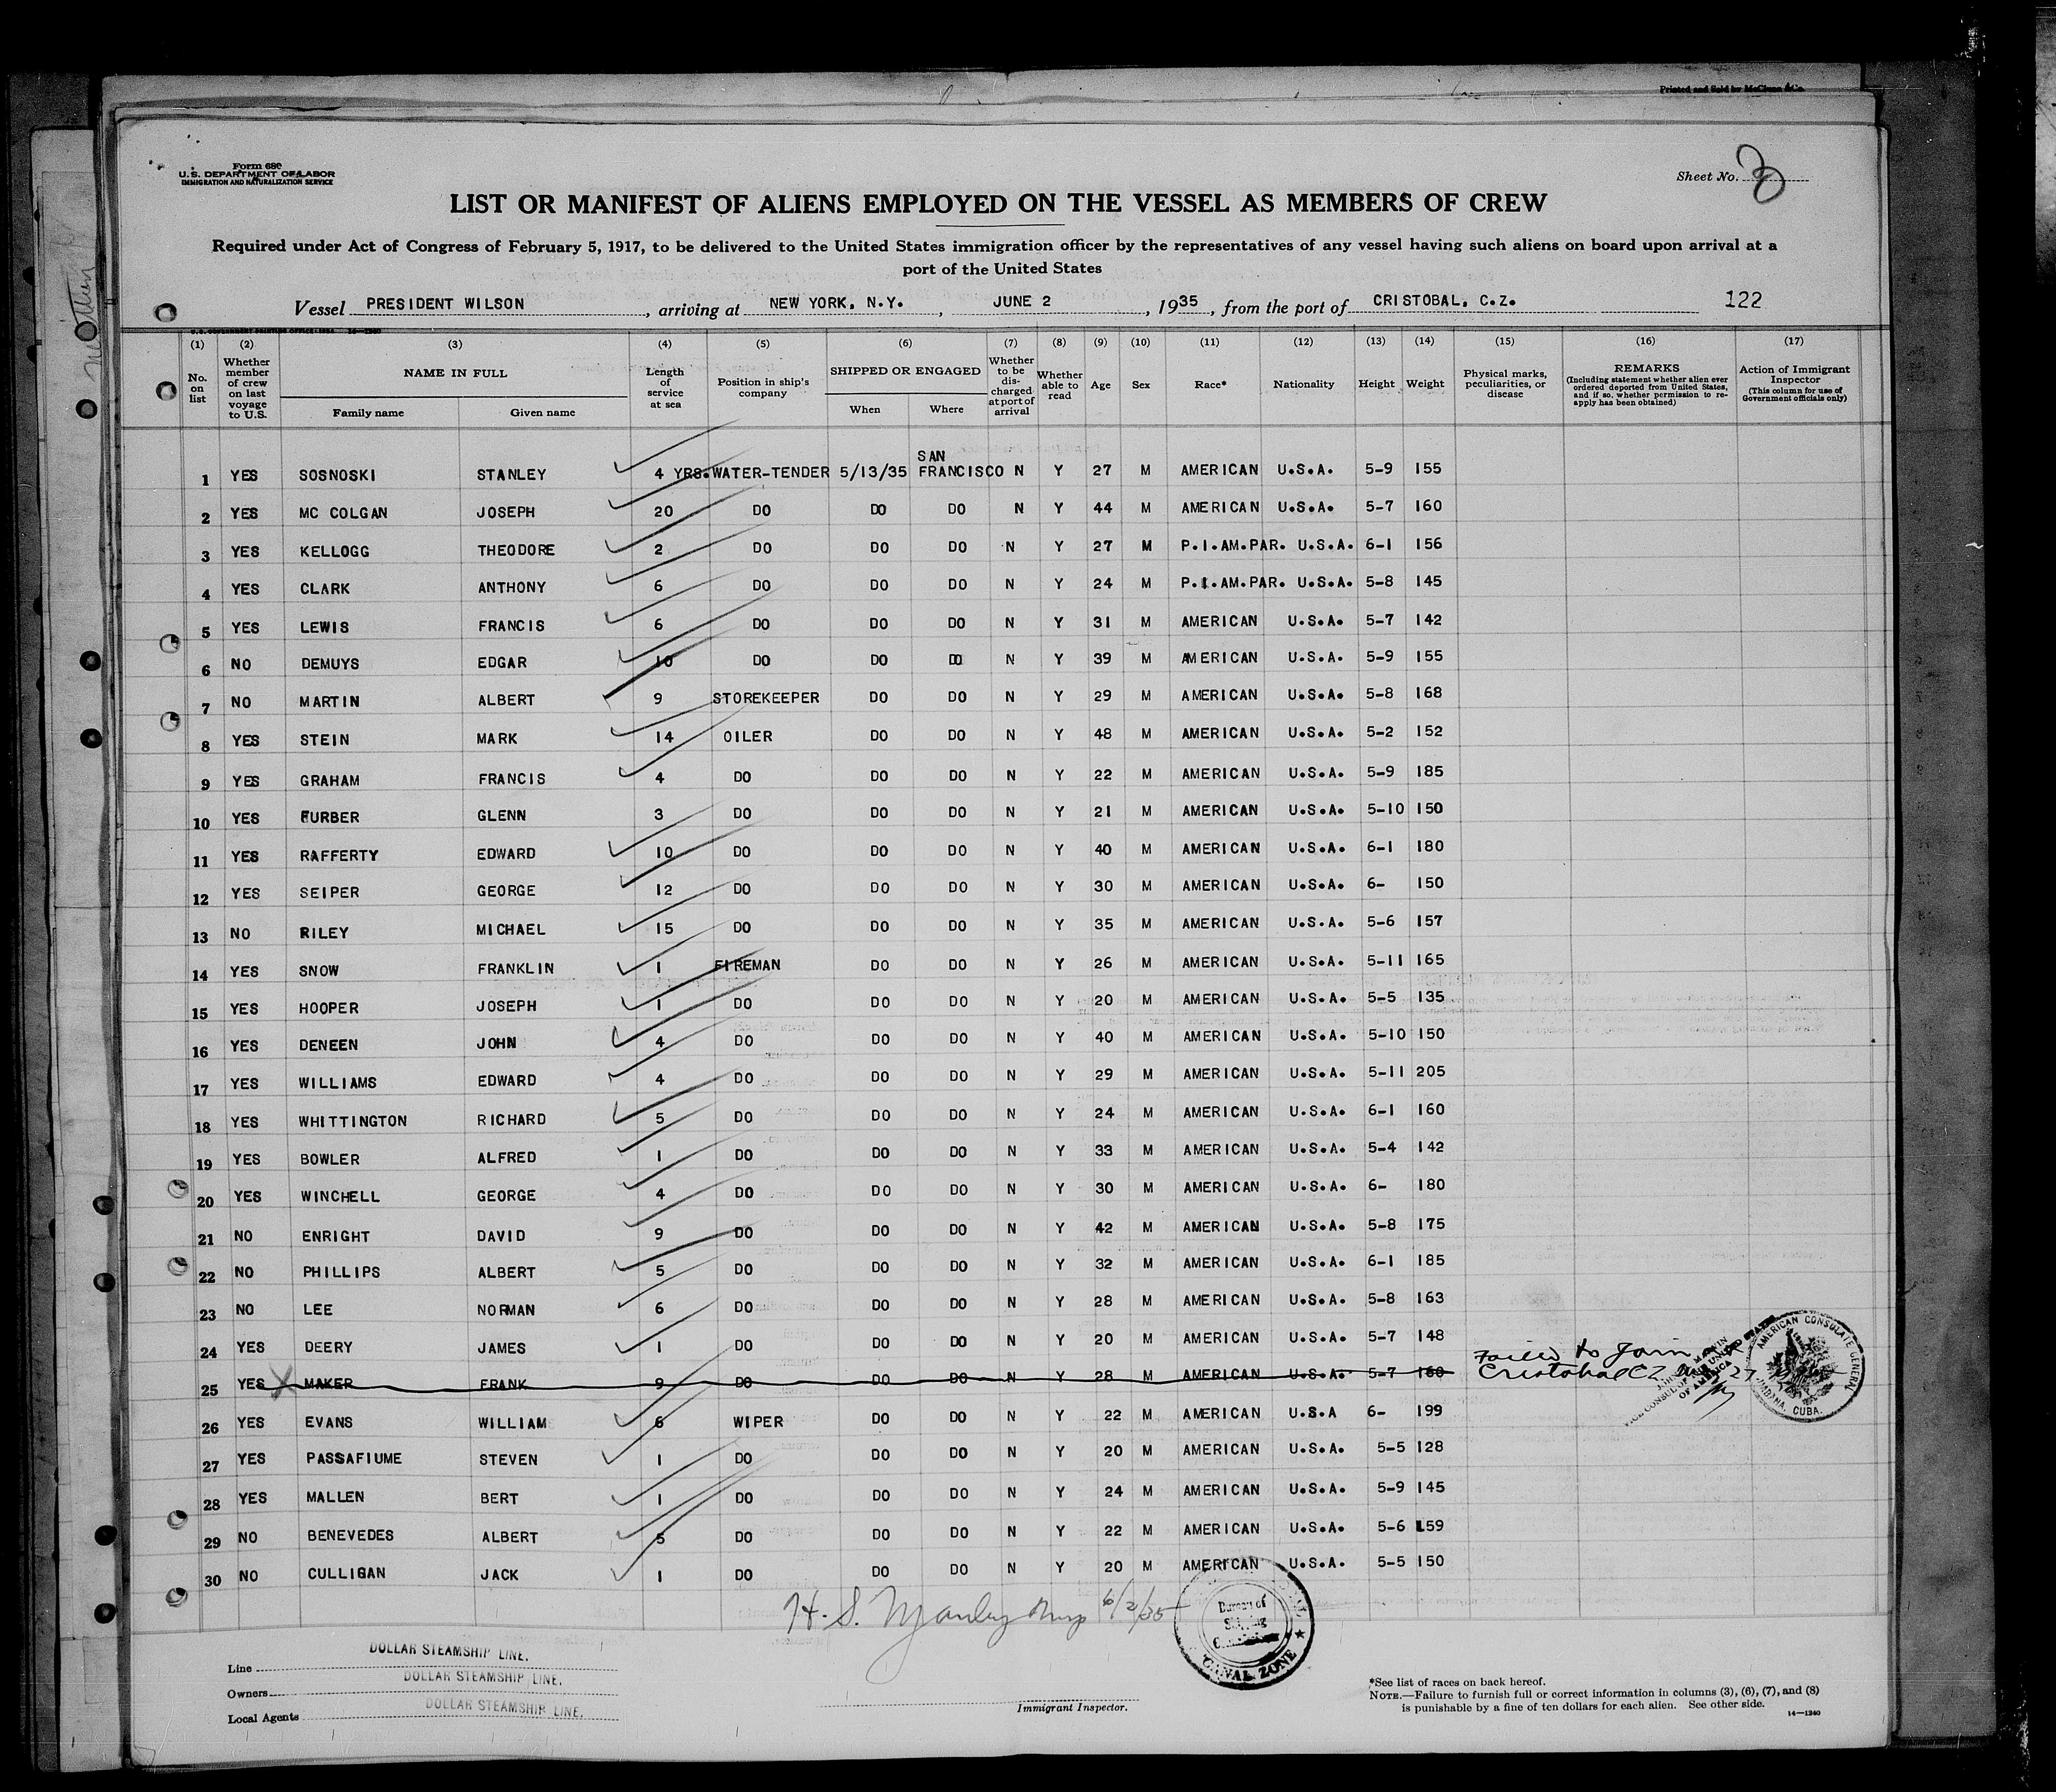 Printed and Sold by McClunn & Co.
Form 680
U.S. DEPARTMENT OF LABOR
IMMIGRATION AND NATURALIZATION SERVICE
Sheet No. 3
LIST OR MANIFEST OF ALIENS EMPLOYED ON THE VESSEL AS MEMBERS OF CREW
Required under Act of Congress of February 5, 1917, to be delivered to the United States immigration officer by the representatives of any vessel having such aliens on board upon arrival at a
port of the United States
Vessel PRESIDENT WILSON, arriving at NEW YORK, N.Y., JUNE 2, 1935, from the port of CRISTOBAL, C.Z. 122
(1) (2) (3) (4) (5) (6) (7) (8) (9) (10) (11) (12) (13) (14) (15) (16) (17)
No. on list
Whether member of crew on last voyage to U.S.
NAME IN FULL
Family name
Given name
Length of service at sea
Position in ship's company
SHIPPED OR ENGAGED
When
Where
Whether to be discharged at port of arrival
Whether able to read
Age
Sex
Race*
Nationality
Height
Weight
Physical marks, peculiarities, or disease
REMARKS
(Including statement whether alien ever ordered deported from United States, and if so, whether permission to reapply has been obtained)
Action of Immigrant Inspector
(This column for use of Government officials only)
1 YES SOSNOSKI STANLEY 4 YRS. WATER-TENDER 5/13/35 SAN FRANCISCO N Y 27 M AMERICAN U.S.A. 5-9 155
2 YES MC COLGAN JOSEPH 20 DO DO DO N Y 44 M AMERICAN U.S.A. 5-7 160
3 YES KELLOGG THEODORE 2 DO DO DO N Y 27 M P.I.AM.PAR. U.S.A. 6-1 156
4 YES CLARK ANTHONY 6 DO DO DO N Y 24 M P.I.AM.PAR. U.S.A. 5-8 145
5 YES LEWIS FRANCIS 6 DO DO DO N Y 31 M AMERICAN U.S.A. 5-7 142
6 NO DEMUYS EDGAR 10 DO DO DO N Y 39 M AMERICAN U.S.A. 5-9 155
7 NO MARTIN ALBERT 9 STOREKEEPER DO DO N Y 29 M AMERICAN U.S.A. 5-8 168
8 YES STEIN MARK 14 OILER DO DO N Y 48 M AMERICAN U.S.A. 5-2 152
9 YES GRAHAM FRANCIS 4 DO DO DO N Y 22 M AMERICAN U.S.A. 5-9 185
10 YES FURBER GLENN 3 DO DO DO N Y 21 M AMERICAN U.S.A. 5-10 150
11 YES RAFFERTY EDWARD 10 DO DO DO N Y 40 M AMERICAN U.S.A. 6-1 180
12 YES SEIPER GEORGE 12 DO DO DO N Y 30 M AMERICAN U.S.A. 6- 150
13 NO RILEY MICHAEL 15 DO DO DO N Y 35 M AMERICAN U.S.A. 5-6 157
14 YES SNOW FRANKLIN 1 FIREMAN DO DO N Y 26 M AMERICAN U.S.A. 5-11 165
15 YES HOOPER JOSEPH 1 DO DO DO N Y 20 M AMERICAN U.S.A. 5-5 135
16 YES DENEEN JOHN 4 DO DO DO N Y 40 M AMERICAN U.S.A. 5-10 150
17 YES WILLIAMS EDWARD 4 DO DO DO N Y 29 M AMERICAN U.S.A. 5-11 205
18 YES WHITTINGTON RICHARD 5 DO DO DO N Y 24 M AMERICAN U.S.A. 6-1 160
19 YES BOWLER ALFRED 1 DO DO DO N Y 33 M AMERICAN U.S.A. 5-4 142
20 YES WINCHELL GEORGE 4 DO DO DO N Y 30 M AMERICAN U.S.A. 6- 180
21 NO ENRIGHT DAVID 9 DO DO DO N Y 42 M AMERICAN U.S.A. 5-8 175
22 NO PHILLIPS ALBERT 5 DO DO DO N Y 32 M AMERICAN U.S.A. 6-1 185
23 NO LEE NORMAN 6 DO DO DO N Y 28 M AMERICAN U.S.A. 5-8 163
24 YES DEERY JAMES 1 DO DO DO N Y 20 M AMERICAN U.S.A. 5-7 148
25 YES MAKER FRANK 9 DO DO DO N Y 28 M AMERICAN U.S.A. 5-7 160 Failed to Join Cristobal CZ
AMERICAN CONSULATE GENERAL HABANA, CUBA.
VICE CONSUL OF THE UNITED STATES OF AMERICA
26 YES EVANS WILLIAM 6 WIPER DO DO N Y 22 M AMERICAN U.S.A 6- 199
27 YES PASSAFIUME STEVEN 1 DO DO DO N Y 20 M AMERICAN U.S.A. 5-5 128
28 YES MALLEN BERT 1 DO DO DO N Y 24 M AMERICAN U.S.A. 5-9 145
29 NO BENEVEDES ALBERT 5 DO DO DO N Y 22 M AMERICAN U.S.A. 5-6 159
30 NO CULLIGAN JACK 1 DO DO DO N Y 20 M AMERICAN U.S.A. 5-5 150
H. S. Manley 6/2/35
Bureau of Shipping
CANAL ZONE
Line DOLLAR STEAMSHIP LINE.
Owners DOLLAR STEAMSHIP LINE.
Local Agents DOLLAR STEAMSHIP LINE.
Immigrant Inspector.
*See list of races on back hereof.
NOTE.—Failure to furnish full or correct information in columns (3), (6), (7), and (8)
is punishable by a fine of ten dollars for each alien. See other side.
14—1240